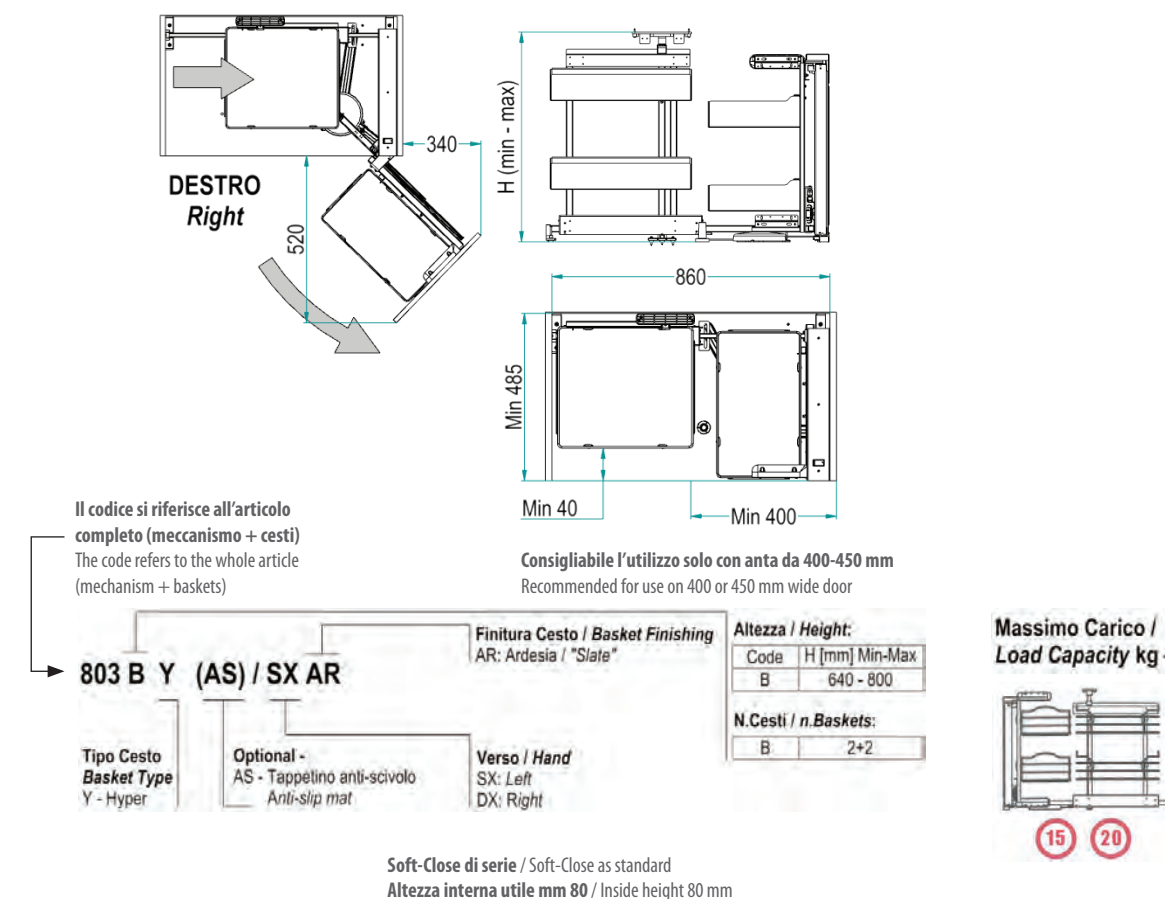 340
DESTRO
Right
520
H (min - max)
860
Min 485
Min 40
Min 400
Il codice si riferisce all'articolo
completo (meccanismo + cesti)
The code refers to the whole article
(mechanism + baskets)
Consigliabile l'utilizzo solo con anta da 400-450 mm
Recommended for use on 400 or 450 mm wide door
803 B Y (AS) / SX AR
Finitura Cesto / Basket Finishing
AR: Ardesia / "Slate"
Altezza / Height:
Code H [mm] Min-Max
B 640 - 800
N.Cesti / n.Baskets:
B 2+2
Tipo Cesto
Basket Type
Y - Hyper
Optional -
AS - Tappetino anti-scivolo
Anti-slip mat
Verso / Hand
SX: Left
DX: Right
Massimo Carico /
Load Capacity kg
15 20
Soft-Close di serie / Soft-Close as standard
Altezza interna utile mm 80 / Inside height 80 mm